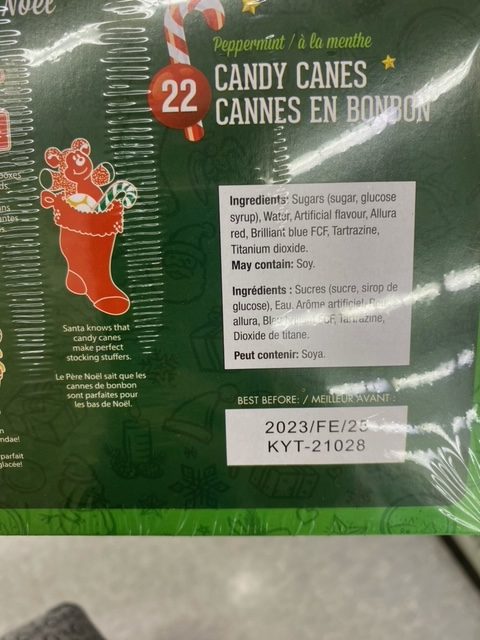 Noël
Peppermint / à la menthe
22
CANDY CANES
CANNES EN BONBON
Ingredients: Sugars (sugar, glucose
syrup), Water, Artificial flavour, Allura
red, Brilliant blue FCF, Tartrazine,
Titanium dioxide.
May contain: Soy.
Ingrédients : Sucres (sucre, sirop de
glucose), Eau, Arôme artificiel,
allura, FCF, Tartrazine,
Dioxide de titane.
Peut contenir: Soya.
Santa knows that
candy canes
make perfect
stocking stuffers.
Le Père Noël sait que les
cannes de bonbon
sont parfaites pour
les bas de Noël.
BEST BEFORE: / MEILLEUR AVANT :
2023/FE/
KYT-21028